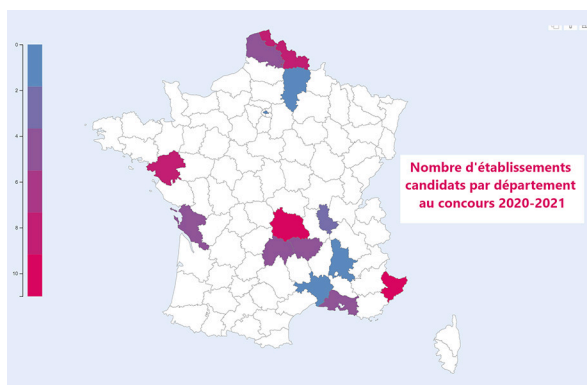 0
2
4
6
8
10
Nombre d'établissements
candidats par département
au concours 2020-2021